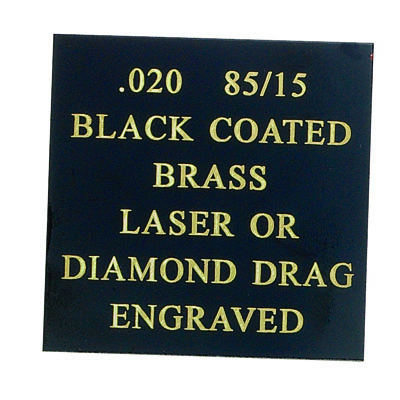 .020 85/15
BLACK COATED
BRASS
LASER OR
DIAMOND DRAG
ENGRAVED